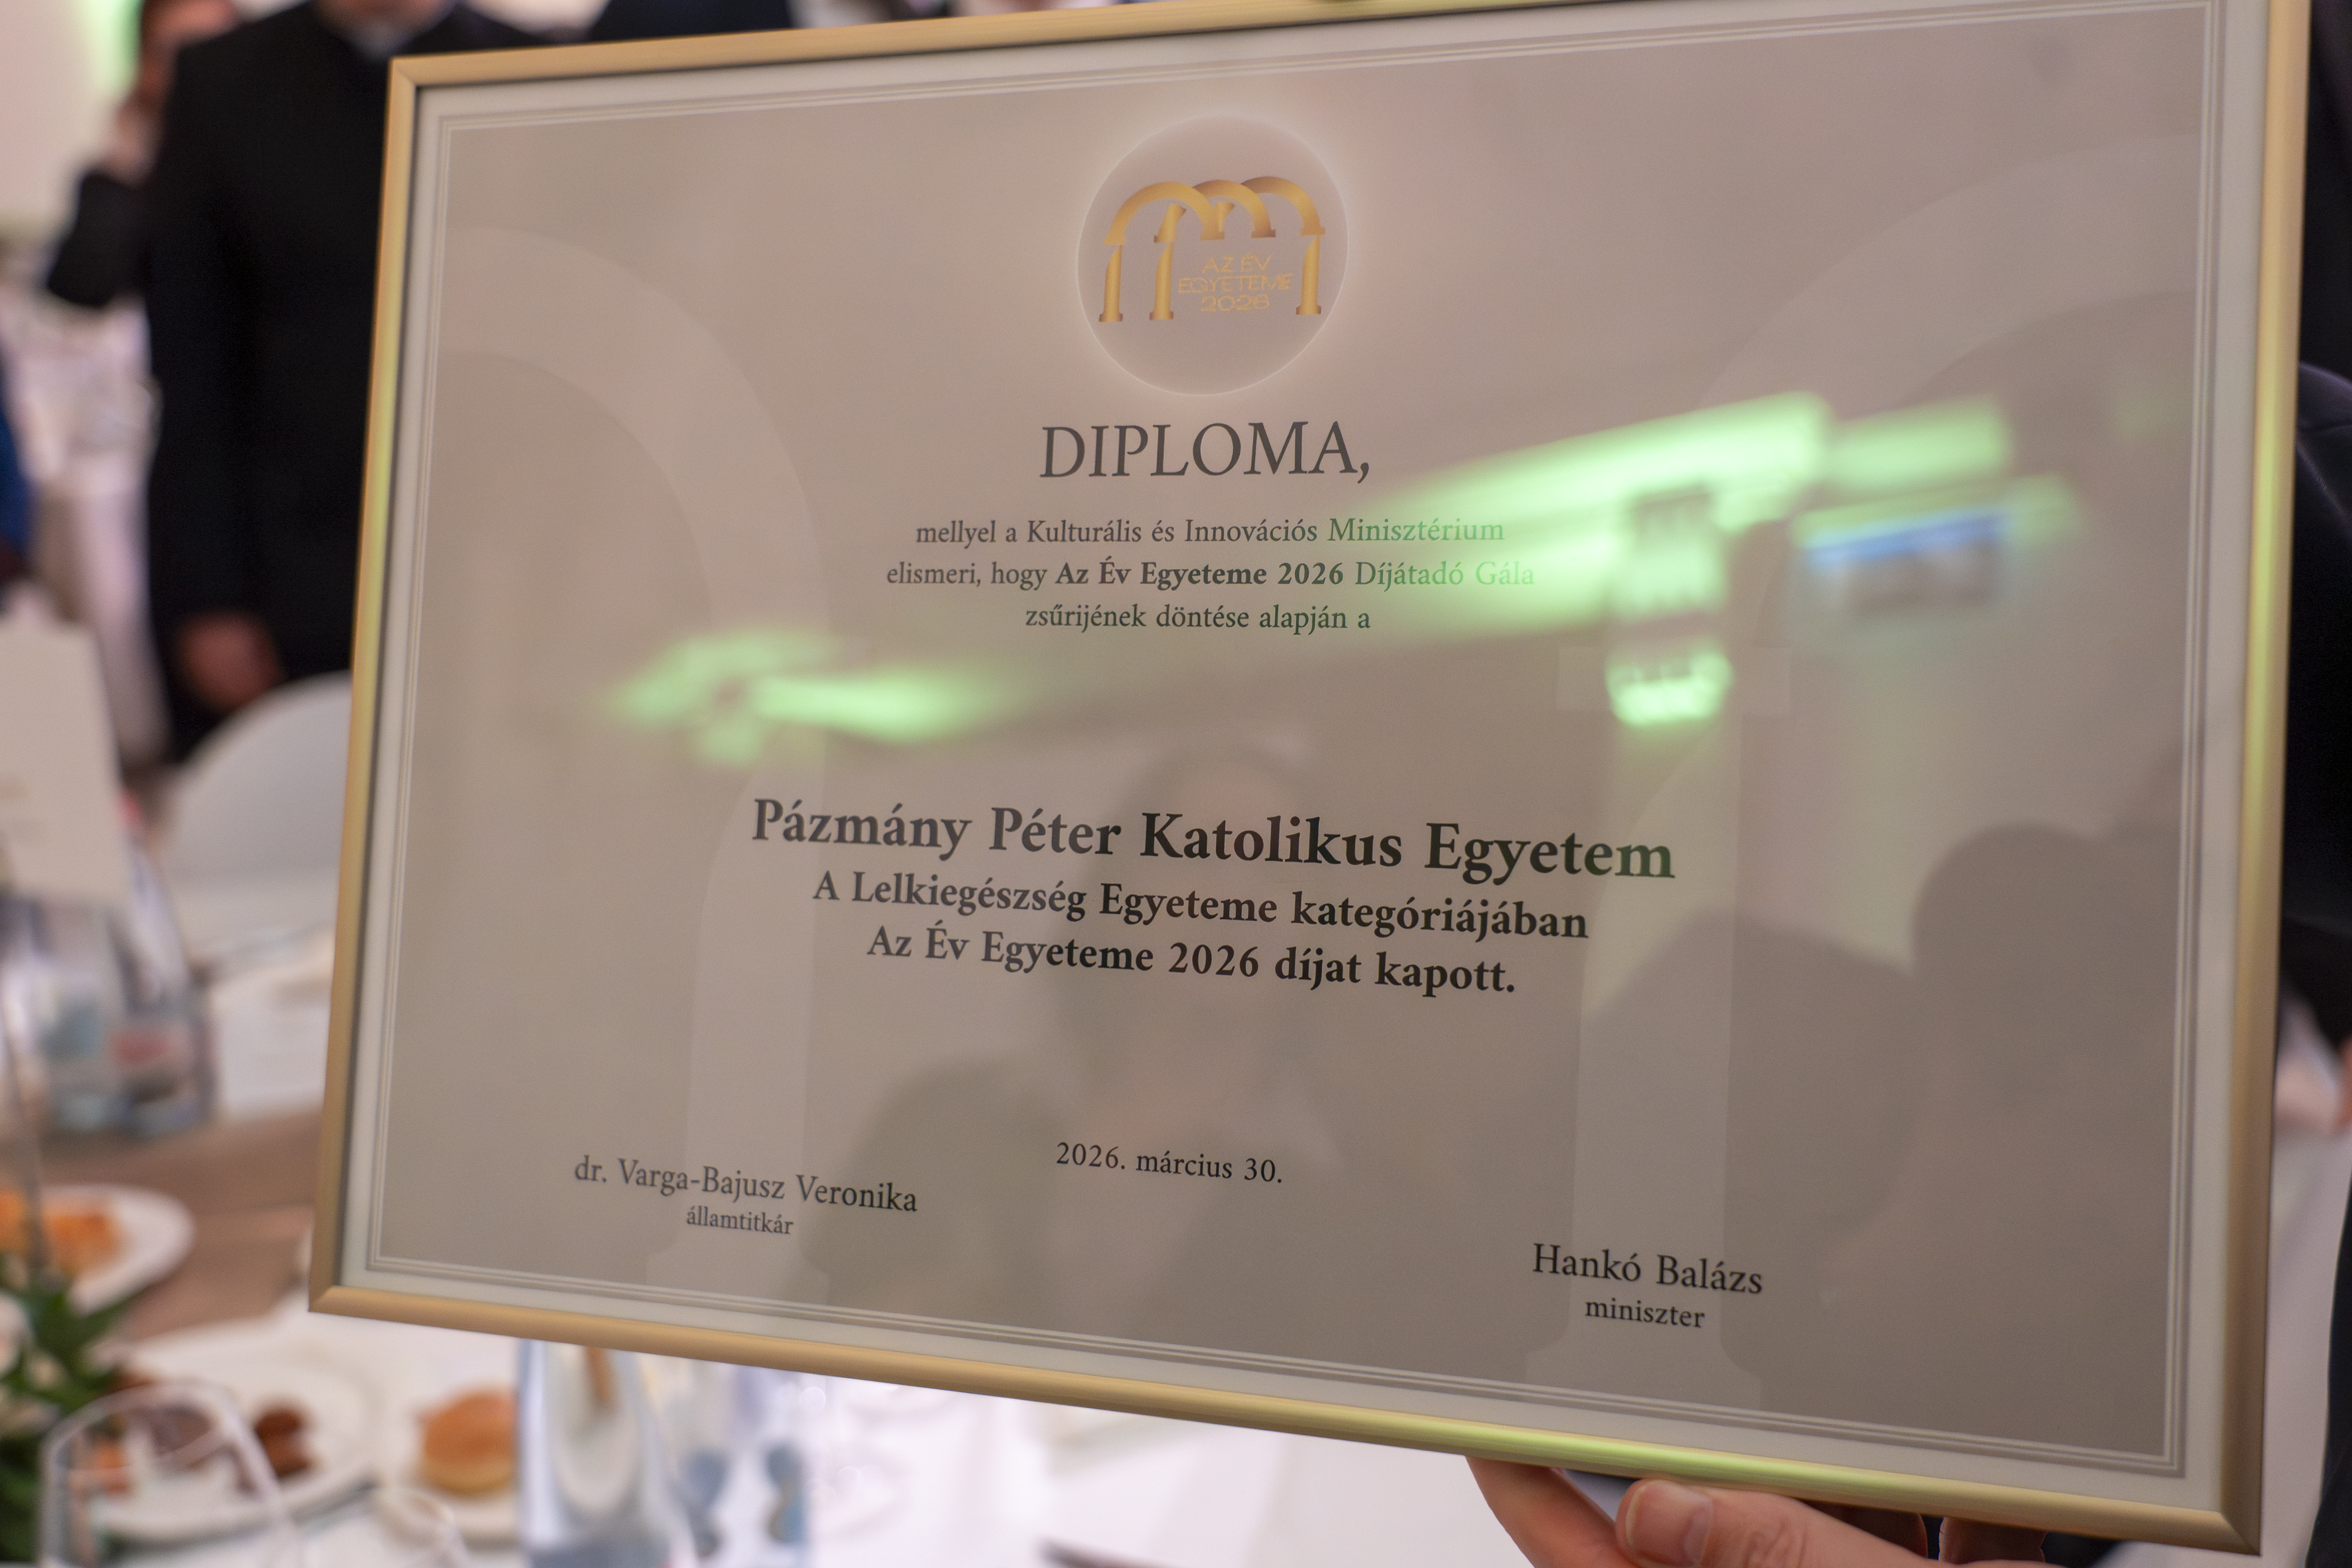 AZ ÉV
EGYETEME
2026
DIPLOMA,
mellyel a Kulturális és Innovációs Minisztérium
elismeri, hogy Az Év Egyeteme 2026 Díjátadó Gála
zsűrijének döntése alapján a
Pázmány Péter Katolikus Egyetem
A Lelkiegészség Egyeteme kategóriájában
Az Év Egyeteme 2026 díjat kapott.
2026. március 30.
dr. Varga-Bajusz Veronika
államtitkár
Hankó Balázs
miniszter